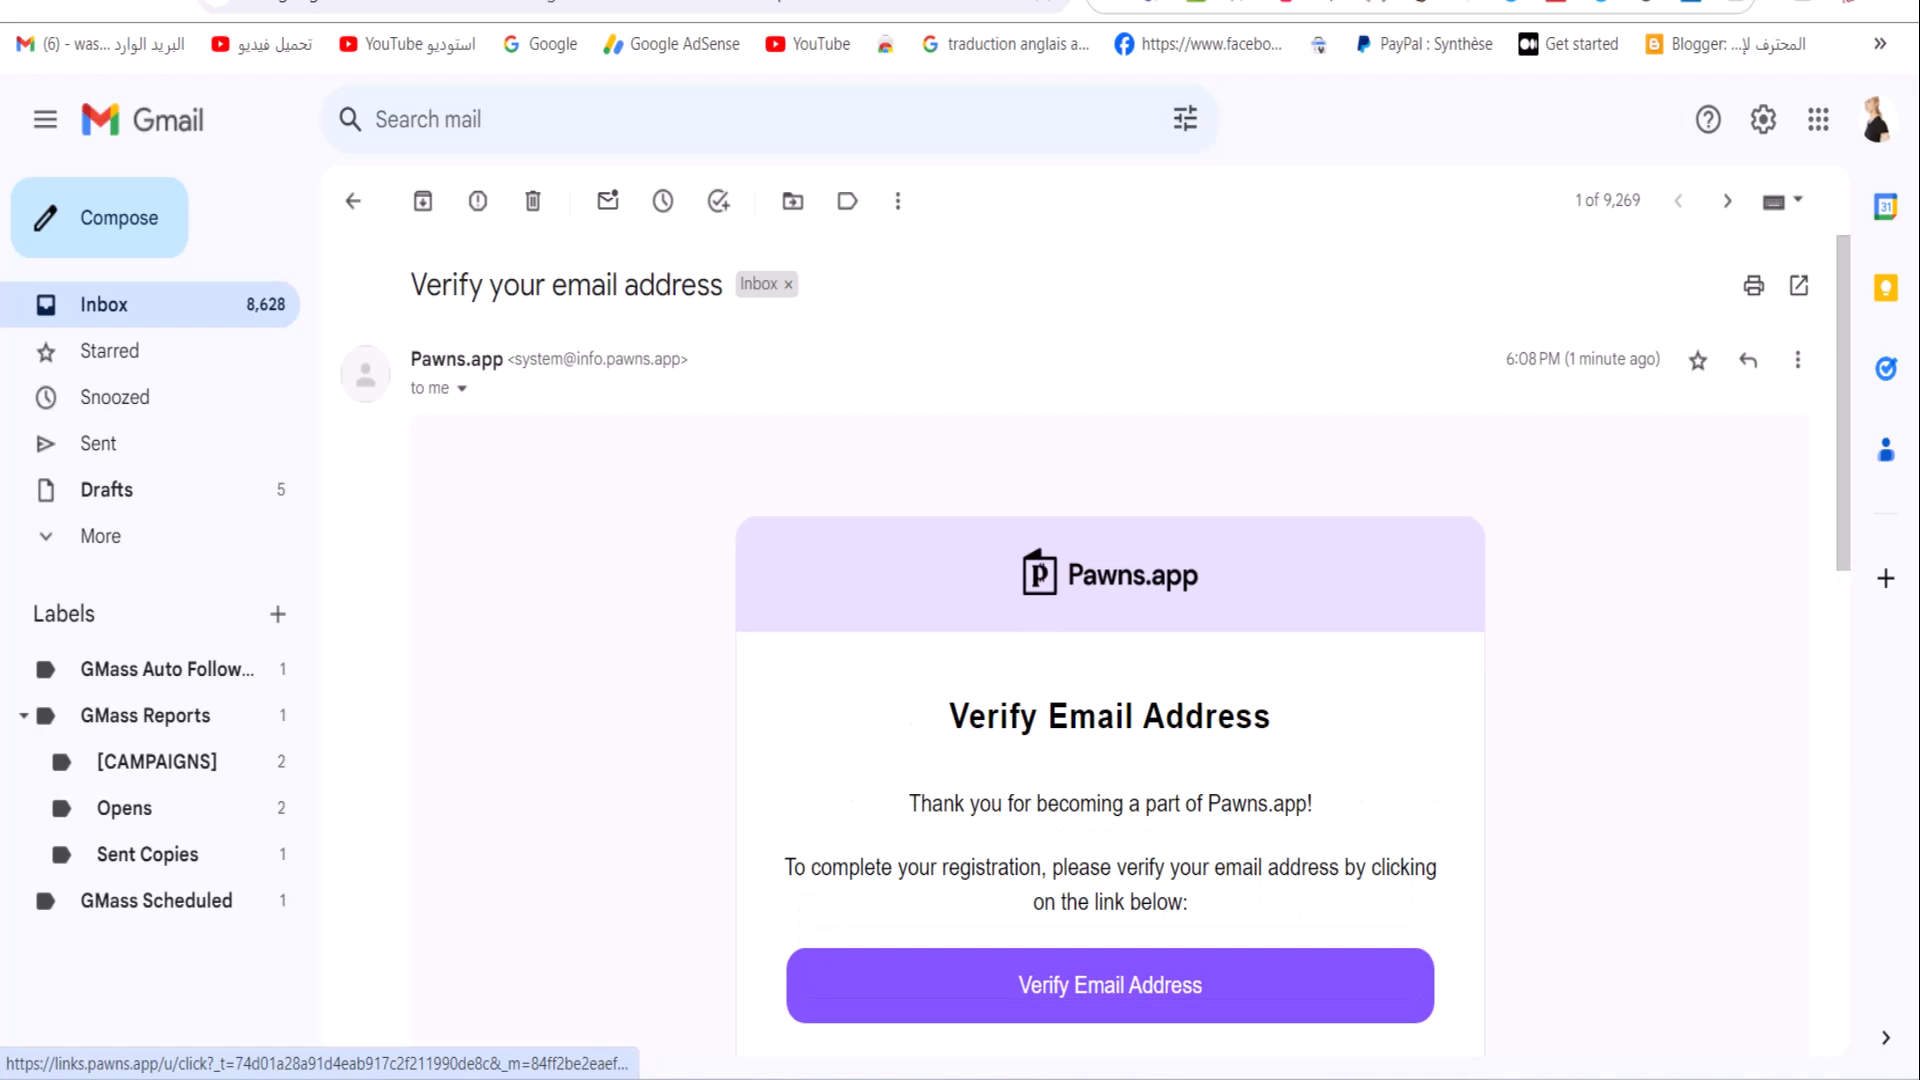 (6) - was... البريد الوارد
تحميل فيديو
استوديو YouTube
Google
Google AdSense
YouTube
traduction anglais a...
https://www.facebo...
PayPal : Synthèse
Get started
Blogger: ...المحترف لإ
»
Gmail
Search mail
Compose
1 of 9,269
Verify your email address
Inbox ×
Inbox 8,628
Starred
Snoozed
Sent
Drafts 5
More
Labels +
GMass Auto Follow... 1
GMass Reports 1
[CAMPAIGNS] 2
Opens 2
Sent Copies 1
GMass Scheduled 1
Pawns.app <system@info.pawns.app>
6:08 PM (1 minute ago)
to me
31
Pawns.app
Verify Email Address
Thank you for becoming a part of Pawns.app!
To complete your registration, please verify your email address by clicking
on the link below:
Verify Email Address
https://links.pawns.app/u/click?_t=74d01a28a91d4eab917c2f211990de8c&_m=84ff2be2eaef...